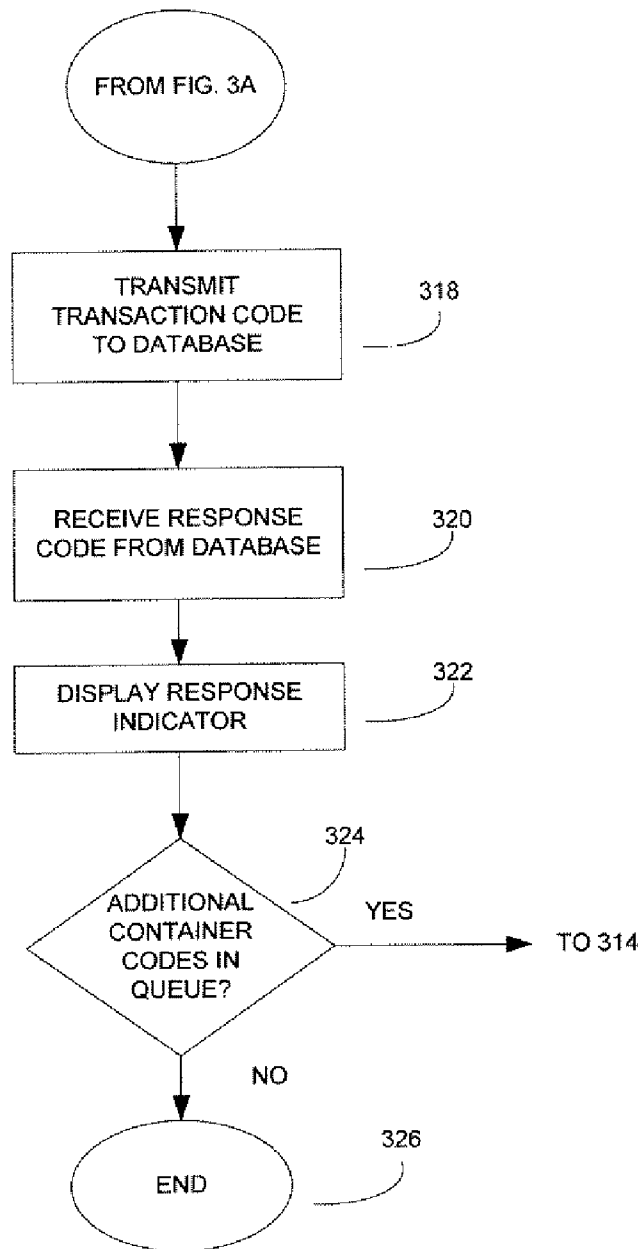 FROM FIG. 3A
TRANSMIT
TRANSACTION CODE
TO DATABASE
318
RECEIVE RESPONSE
CODE FROM DATABASE
320
DISPLAY RESPONSE
INDICATOR
322
324
ADDITIONAL
CONTAINER
CODES IN
QUEUE?
YES
TO 314
NO
END
326